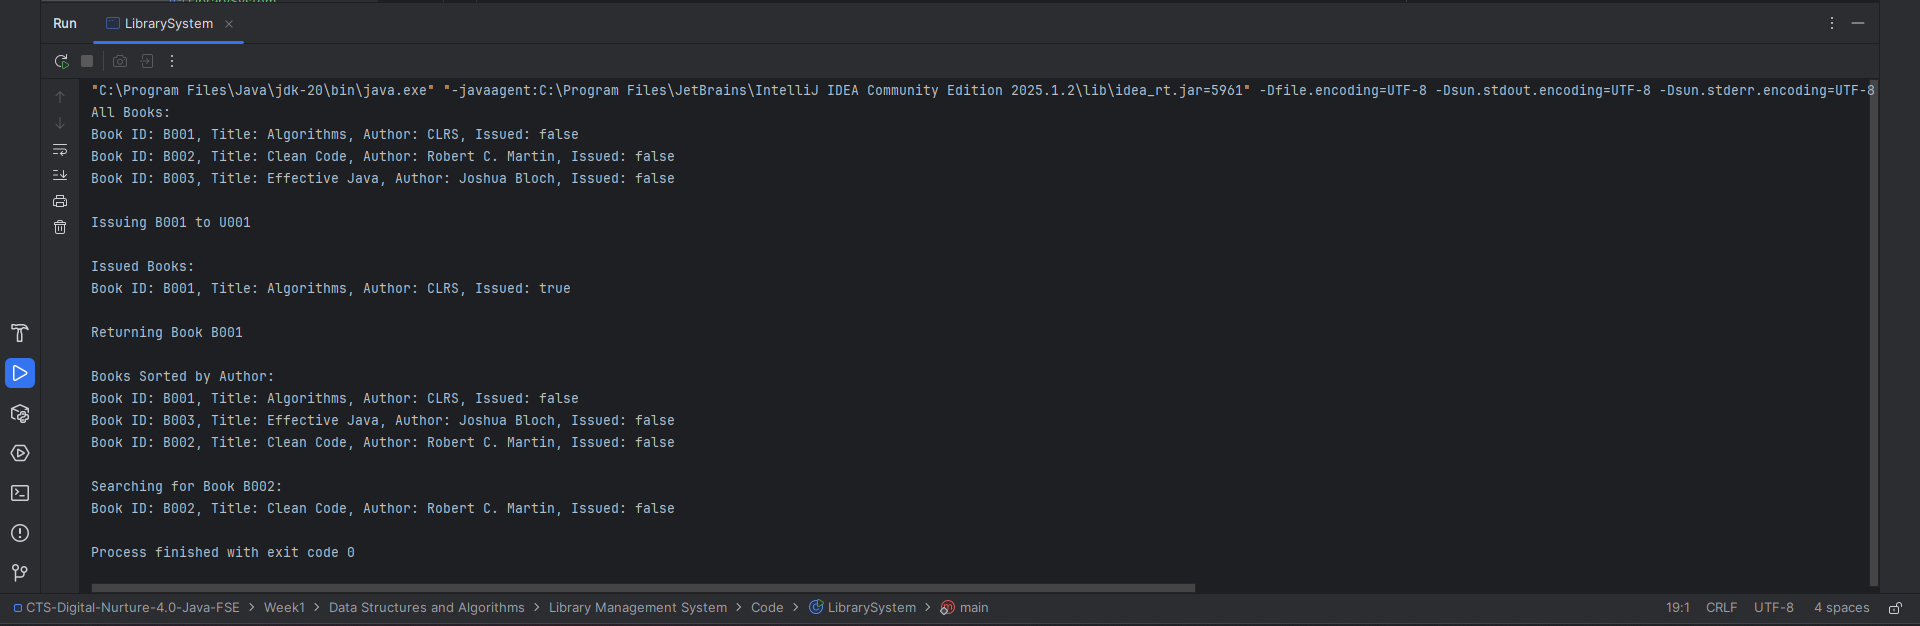 Run LibrarySystem
"C:\Program Files\Java\jdk-20\bin\java.exe" "-javaagent:C:\Program Files\JetBrains\IntelliJ IDEA Community Edition 2025.1.2\lib\idea_rt.jar=5961" -Dfile.encoding=UTF-8 -Dsun.stdout.encoding=UTF-8 -Dsun.stderr.encoding=UTF-8
All Books:
Book ID: B001, Title: Algorithms, Author: CLRS, Issued: false
Book ID: B002, Title: Clean Code, Author: Robert C. Martin, Issued: false
Book ID: B003, Title: Effective Java, Author: Joshua Bloch, Issued: false
Issuing B001 to U001
Issued Books:
Book ID: B001, Title: Algorithms, Author: CLRS, Issued: true
Returning Book B001
Books Sorted by Author:
Book ID: B001, Title: Algorithms, Author: CLRS, Issued: false
Book ID: B003, Title: Effective Java, Author: Joshua Bloch, Issued: false
Book ID: B002, Title: Clean Code, Author: Robert C. Martin, Issued: false
Searching for Book B002:
Book ID: B002, Title: Clean Code, Author: Robert C. Martin, Issued: false
Process finished with exit code 0
CTS-Digital-Nurture-4.0-Java-FSE > Week1 > Data Structures and Algorithms > Library Management System > Code > LibrarySystem > main 19:1 CRLF UTF-8 4 spaces